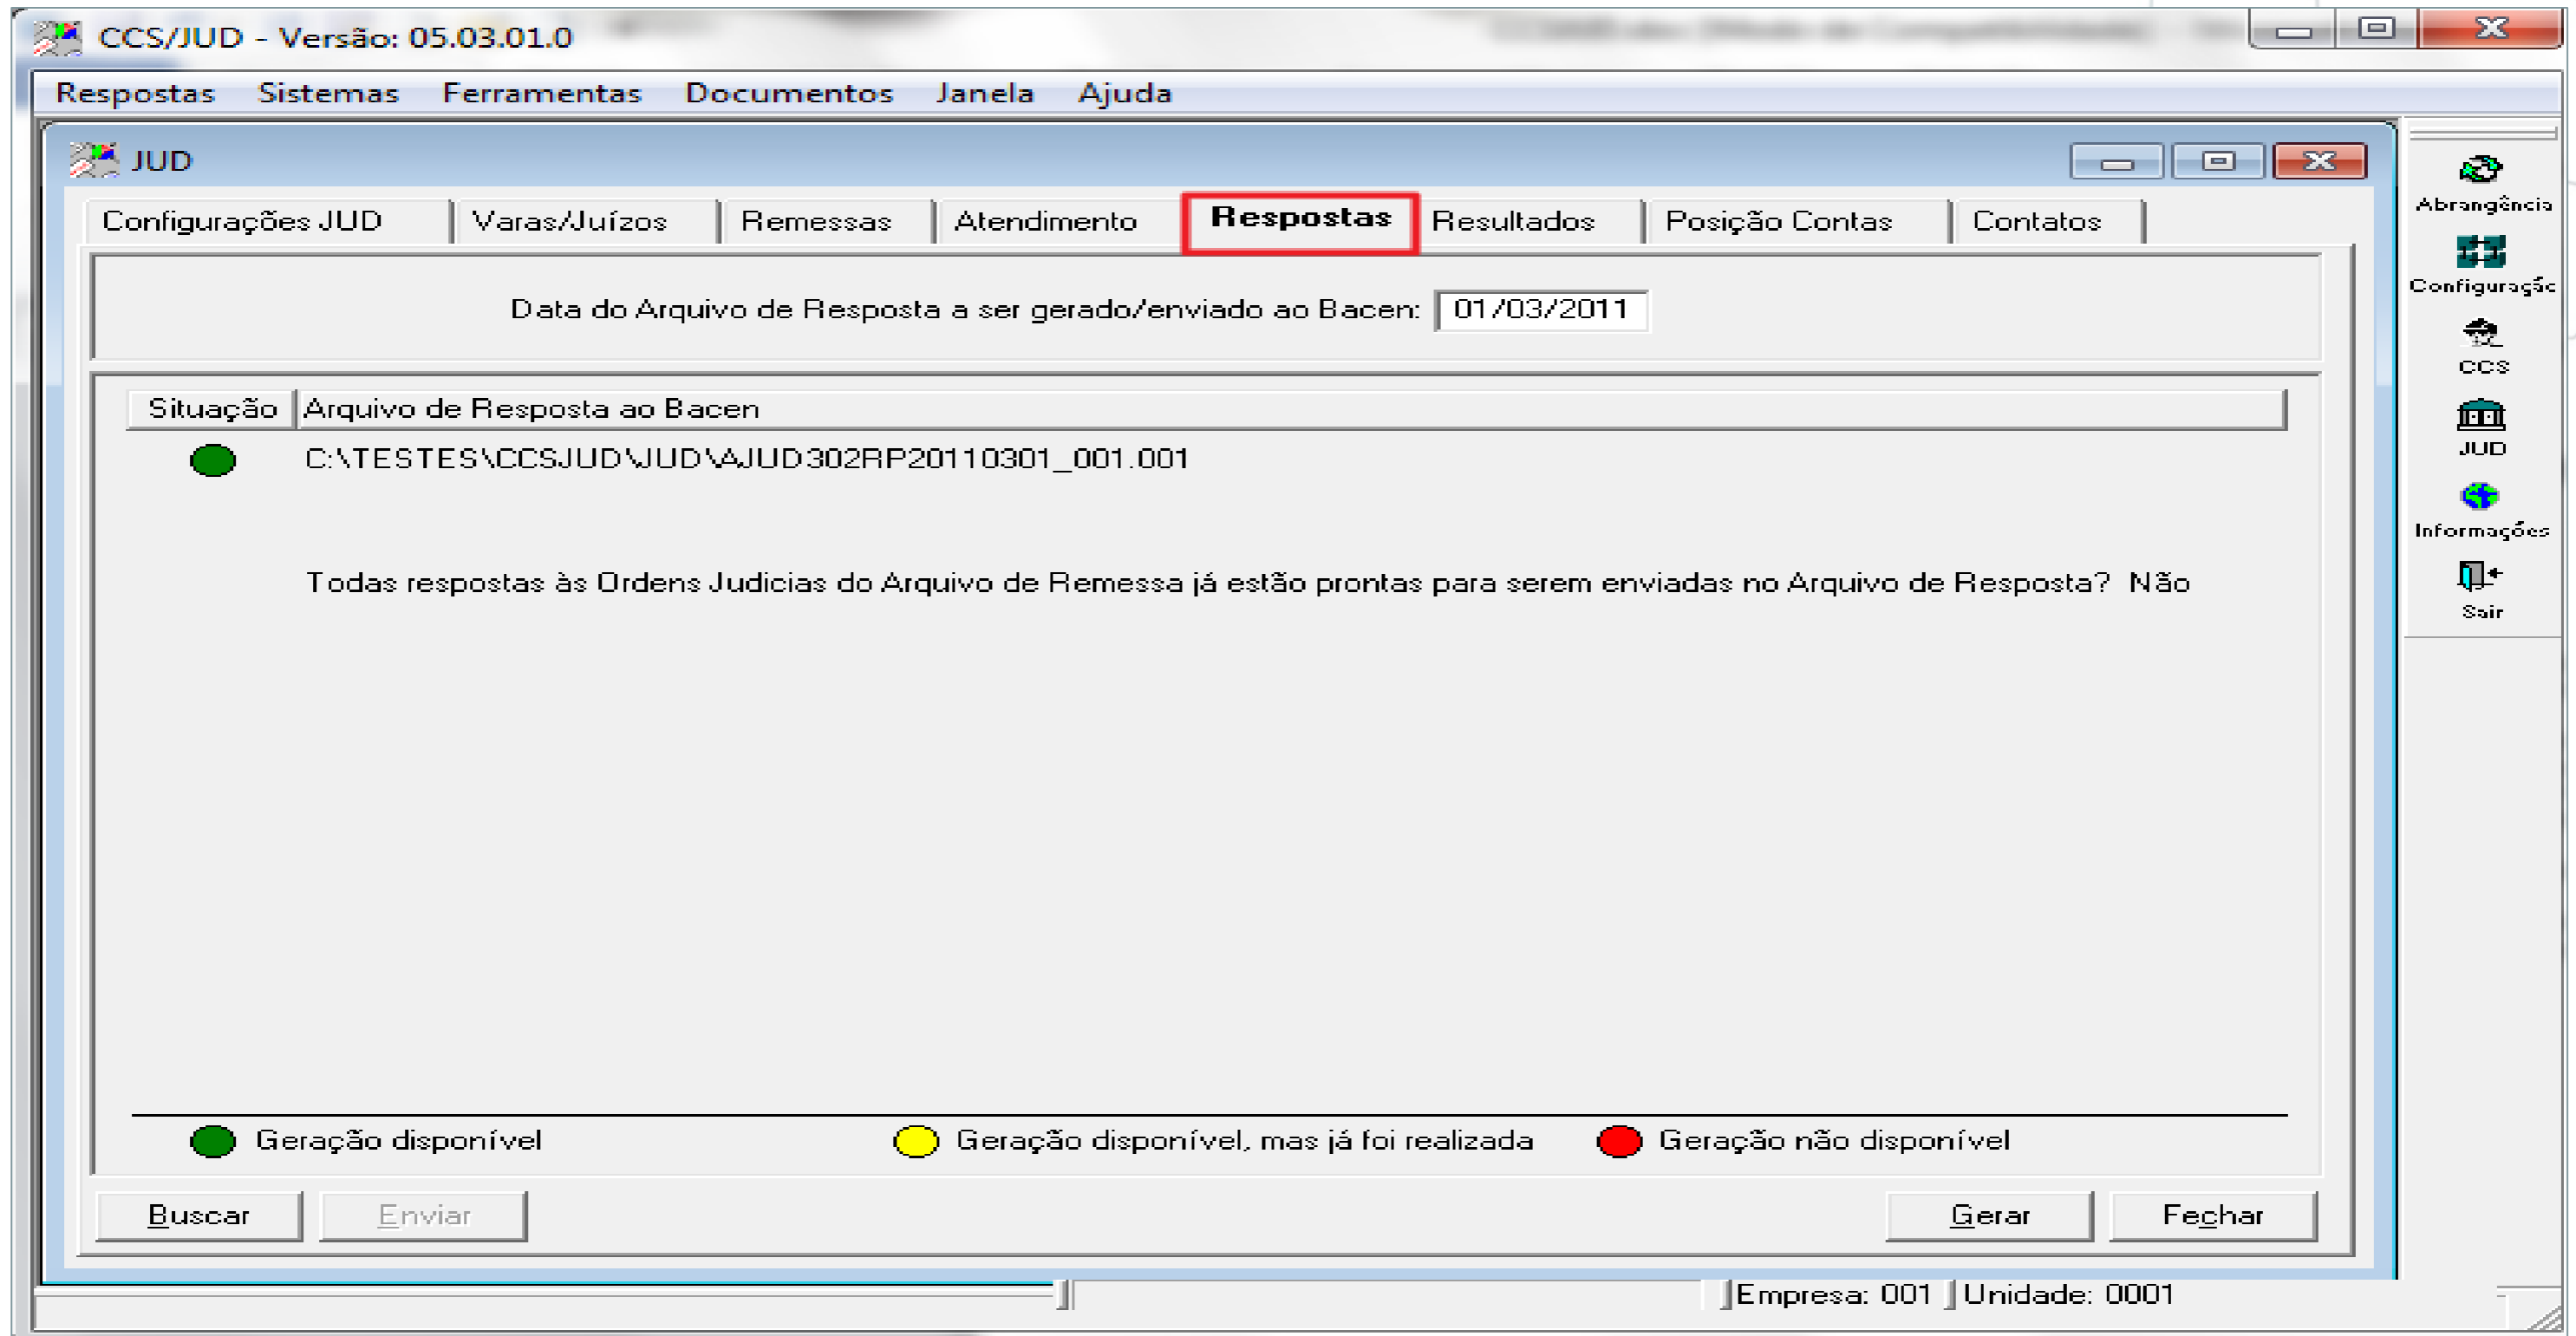 CCS/JUD - Versão: 05.03.01.0
Respostas Sistemas Ferramentas Documentos Janela Ajuda
JUD
Configurações JUD Varas/Juízos Remessas Atendimento Respostas Resultados Posição Contas Contatos
Data do Arquivo de Resposta a ser gerado/enviado ao Bacen: 01/03/2011
Situação Arquivo de Resposta ao Bacen
C:\TESTES\CCSJUD\JUD\AJUD302RP20110301_001.001
Todas respostas às Ordens Judicias do Arquivo de Remessa já estão prontas para serem enviadas no Arquivo de Resposta? Não
Geração disponível Geração disponível, mas já foi realizada Geração não disponível
Buscar Enviar Gerar Fechar
Abrangência
Configuração
CCS
JUD
Informações
Sair
Empresa: 001 Unidade: 0001